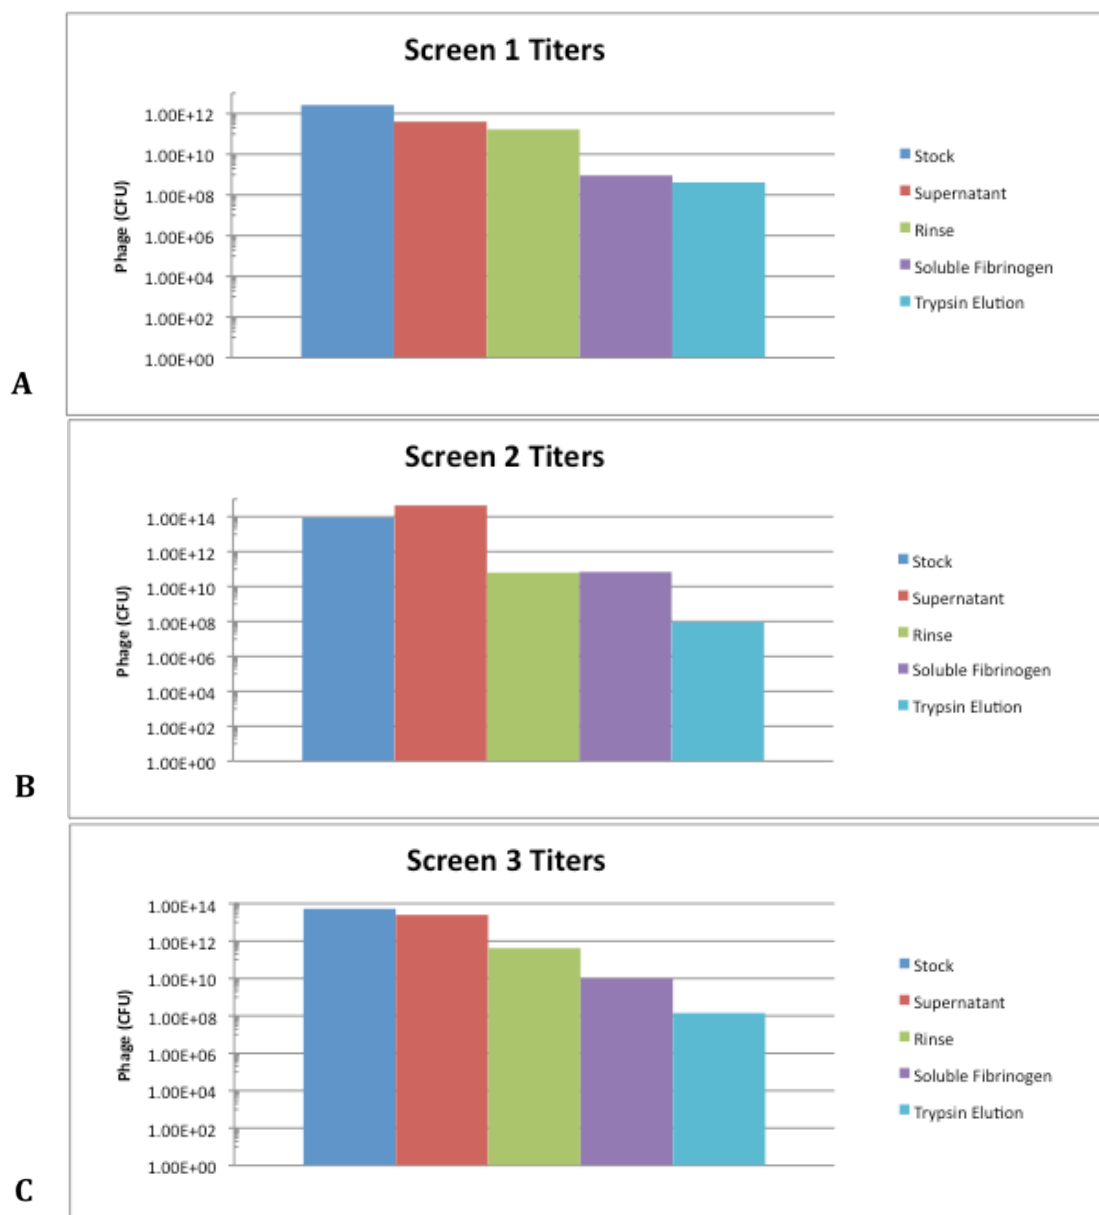 Screen 1 Titers
1.00E+12
1.00E+10
1.00E+08
1.00E+06
1.00E+04
1.00E+02
1.00E+00
Phage (CFU)
Stock
Supernatant
Rinse
Soluble Fibrinogen
Trypsin Elution
A
Screen 2 Titers
1.00E+14
1.00E+12
1.00E+10
1.00E+08
1.00E+06
1.00E+04
1.00E+02
1.00E+00
Phage (CFU)
Stock
Supernatant
Rinse
Soluble Fibrinogen
Trypsin Elution
B
Screen 3 Titers
1.00E+14
1.00E+12
1.00E+10
1.00E+08
1.00E+06
1.00E+04
1.00E+02
1.00E+00
Phage (CFU)
Stock
Supernatant
Rinse
Soluble Fibrinogen
Trypsin Elution
C